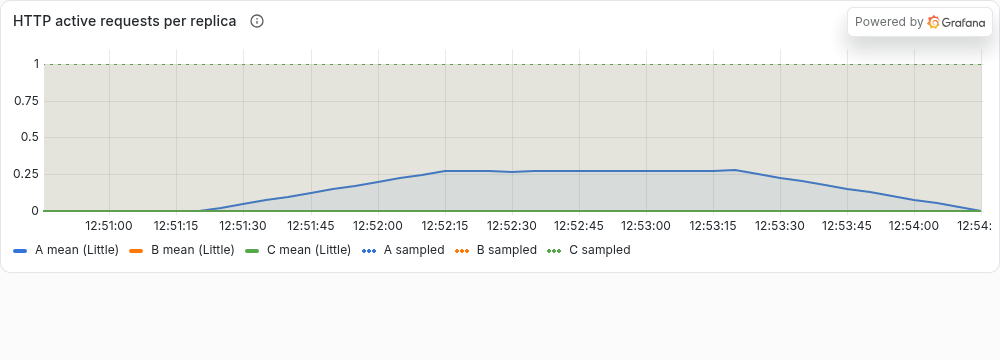 HTTP active requests per replica
Powered by Grafana
1
0.75
0.5
0.25
0
12:51:00 12:51:15 12:51:30 12:51:45 12:52:00 12:52:15 12:52:30 12:52:45 12:53:00 12:53:15 12:53:30 12:53:45 12:54:00 12:54:
A mean (Little) B mean (Little) C mean (Little) A sampled B sampled C sampled